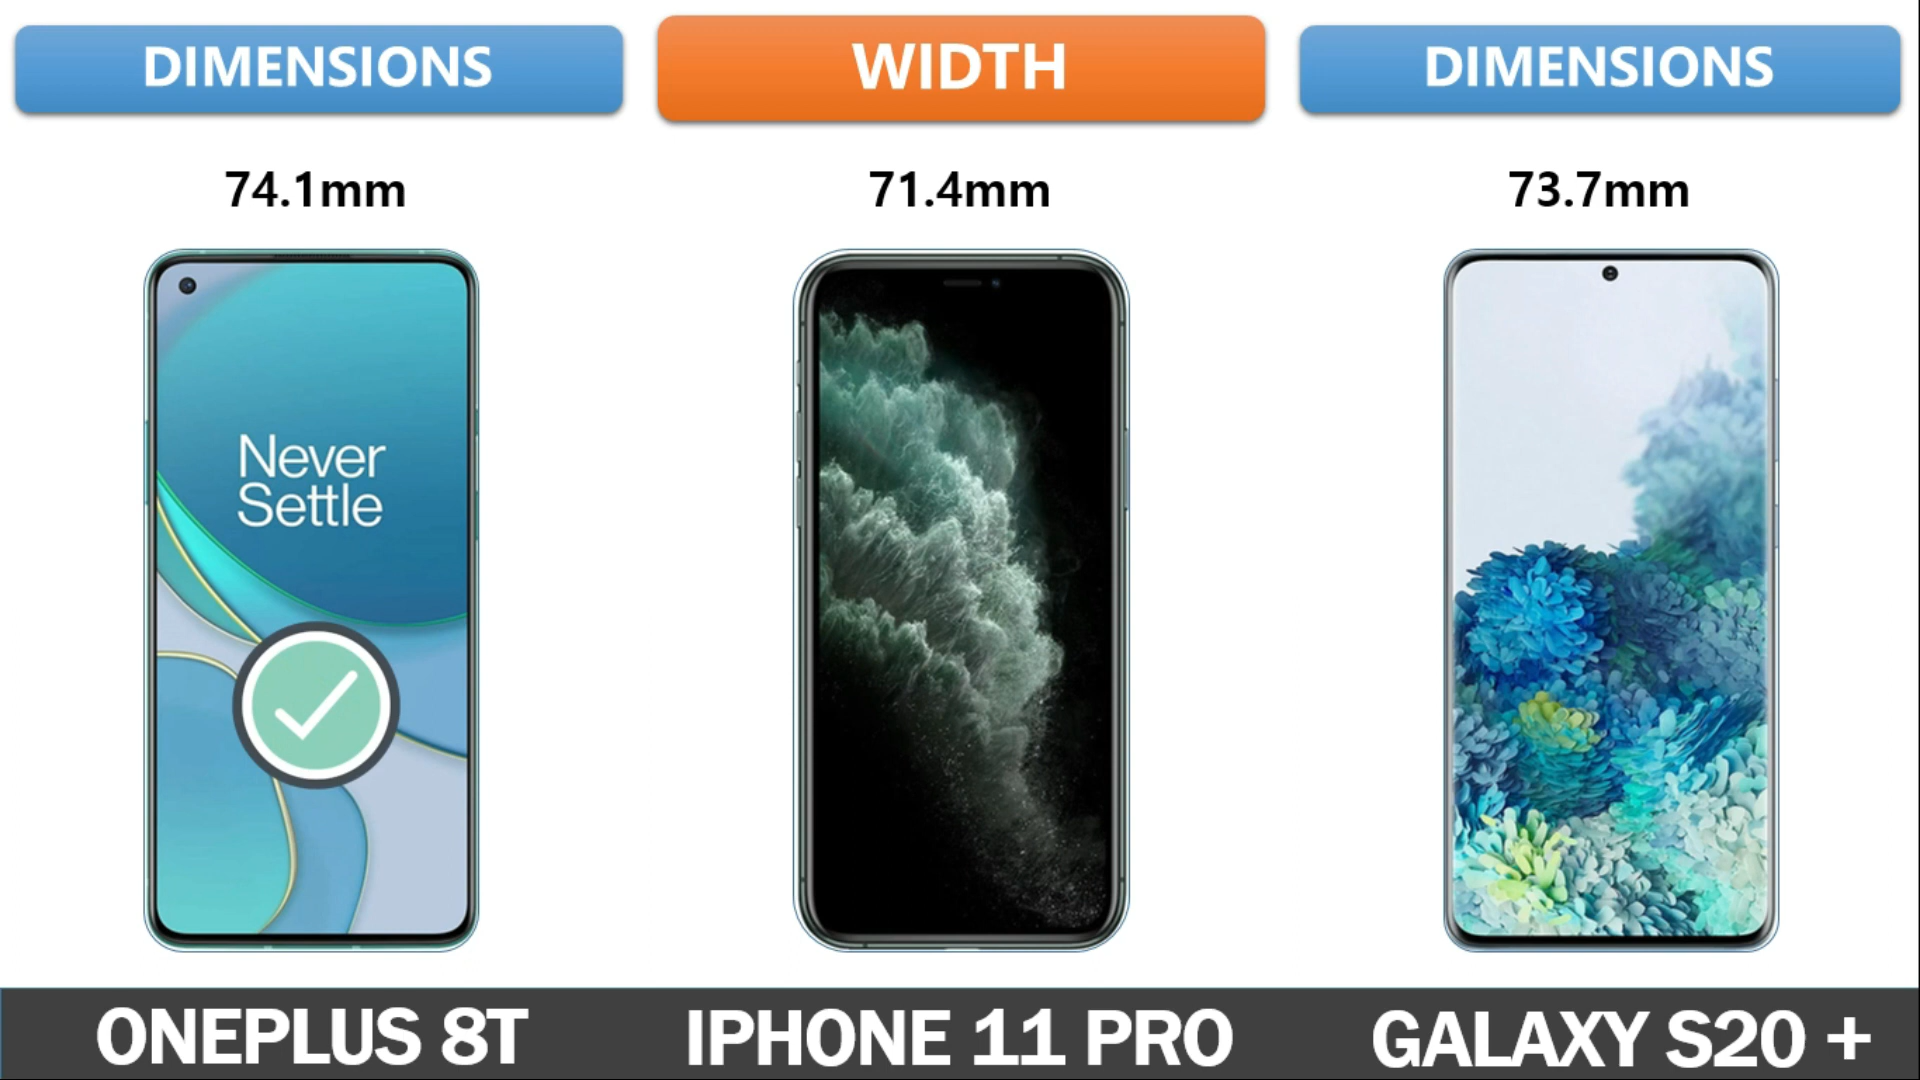 DIMENSIONS
WIDTH
DIMENSIONS
74.1mm
71.4mm
73.7mm
Never
Settle
ONEPLUS 8T
IPHONE 11 PRO
GALAXY S20 +